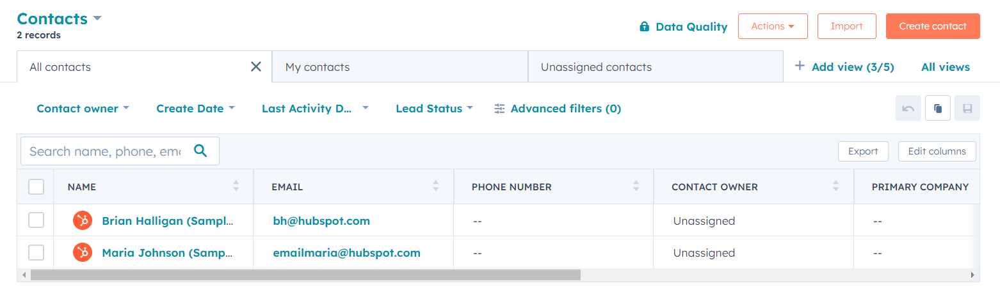 Contacts
2 records
Data Quality
Actions
Import
Create contact
All contacts
My contacts
Unassigned contacts
+ Add view (3/5)
All views
Contact owner
Create Date
Last Activity D...
Lead Status
Advanced filters (0)
Search name, phone, ema
Export
Edit columns
NAME
EMAIL
PHONE NUMBER
CONTACT OWNER
PRIMARY COMPANY
Brian Halligan (Sampl...
bh@hubspot.com
--
Unassigned
--
Maria Johnson (Samp...
emailmaria@hubspot.com
--
Unassigned
--